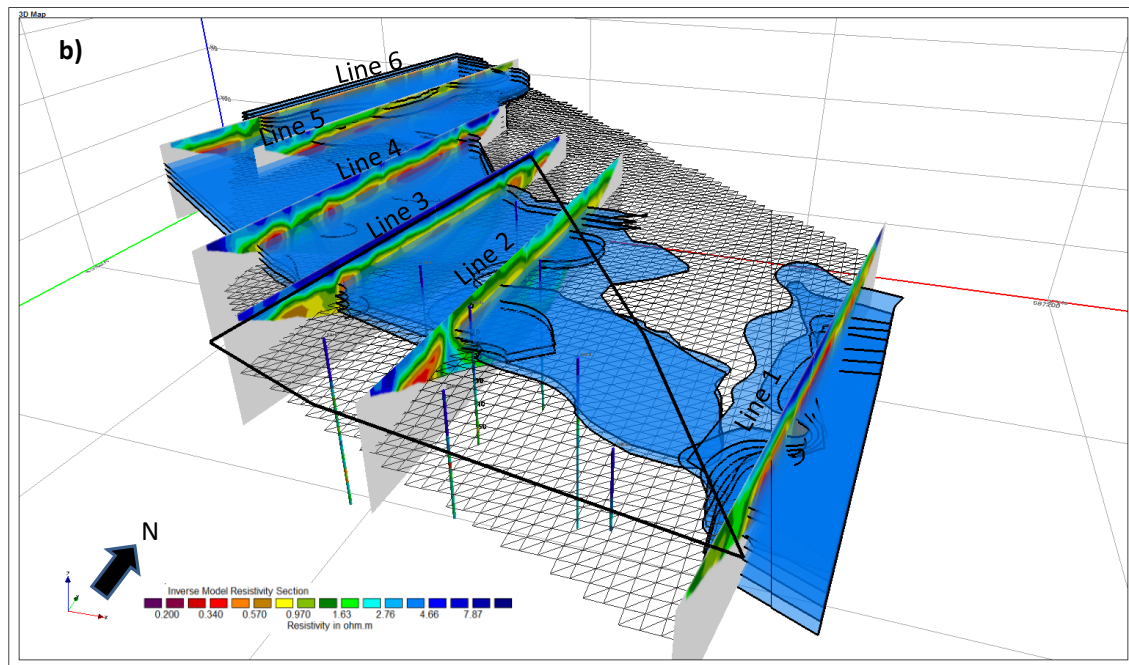 3D Map
b)
Line 6
Line 5
Line 4
Line 3
Line 2
Line 1
N
Inverse Model Resistivity Section
0.200 0.340 0.570 0.970 1.63 2.76 4.66 7.87
Resistivity in ohm.m